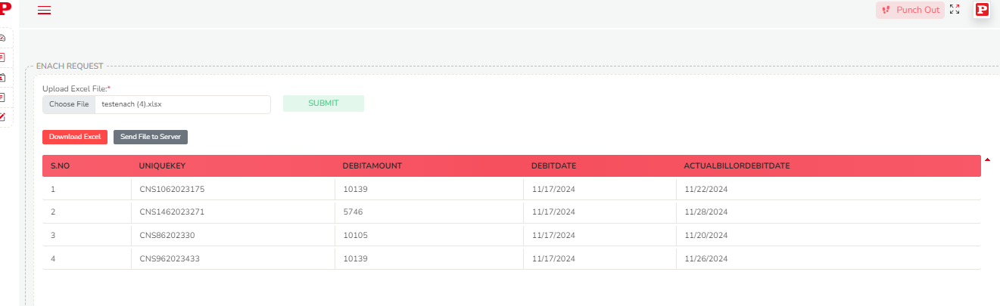 P
Punch Out
P
ENACH REQUEST
Upload Excel File:*
Choose File testenach (4).xlsx
SUBMIT
Download Excel Send File to Server
S.NO UNIQUEKEY DEBITAMOUNT DEBITDATE ACTUALBILLORDEBITDATE
1 CNS1062023175 10139 11/17/2024 11/22/2024
2 CNS1462023271 5746 11/17/2024 11/28/2024
3 CNS86202330 10105 11/17/2024 11/20/2024
4 CNS962023433 10139 11/17/2024 11/26/2024